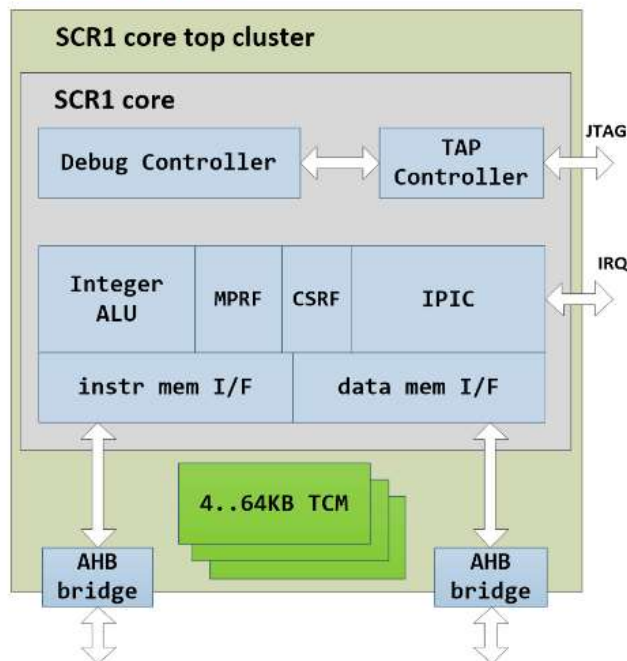 SCR1 core top cluster
SCR1 core
Debug Controller
TAP
Controller
JTAG
Integer
ALU
MPRF
CSRF
IPIC
IRQ
instr mem I/F
data mem I/F
4..64KB TCM
AHB
bridge
AHB
bridge